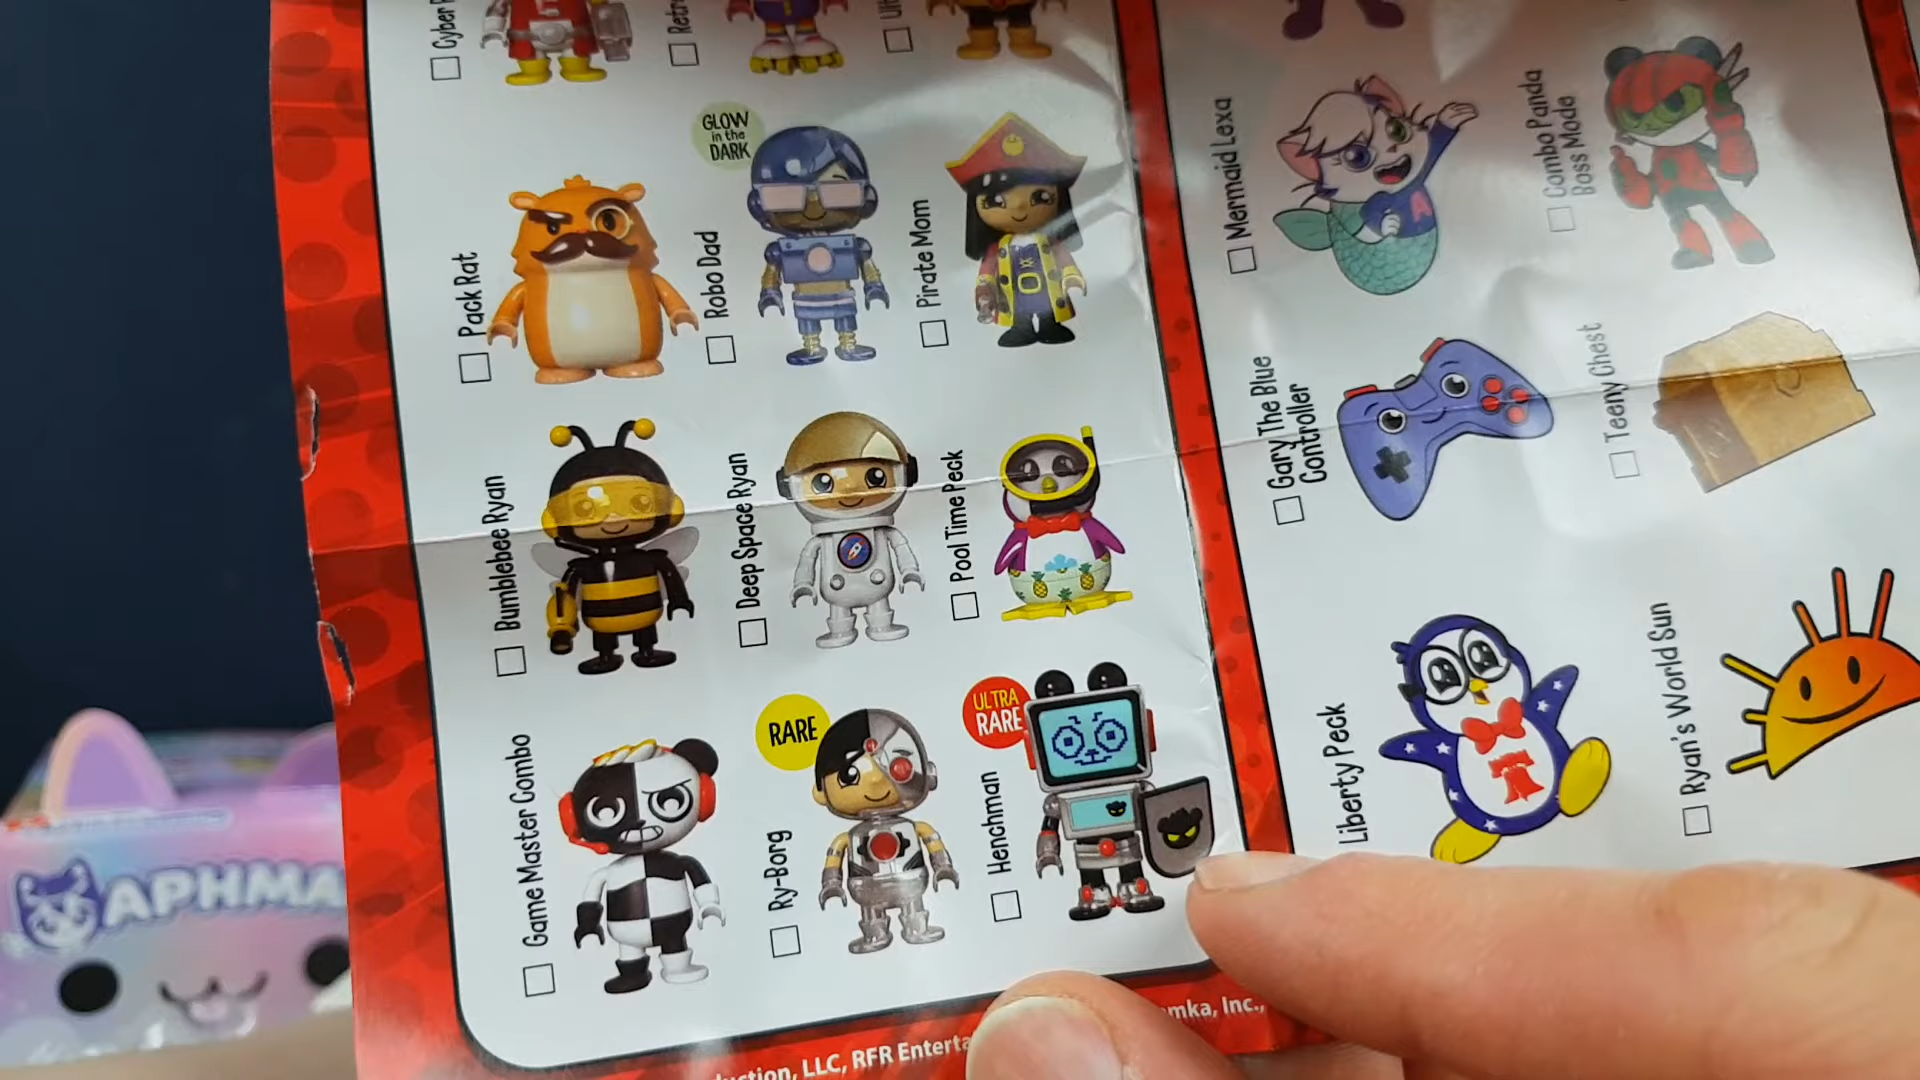 GLOW
in the
DARK
Pack Rat
Robo Dad
Pirate Mom
Mermaid Lexa
Combo Panda
Boss Mode
Bumblebee Ryan
Deep Space Ryan
Pool Time Peck
Gary The Blue
Controller
Teeny Chest
Game Master Combo
RARE
Ry-Borg
ULTRA
RARE
Henchman
Liberty Peck
Ryan's World Sun
APHMA
A
LLC, RFR
Inc.,